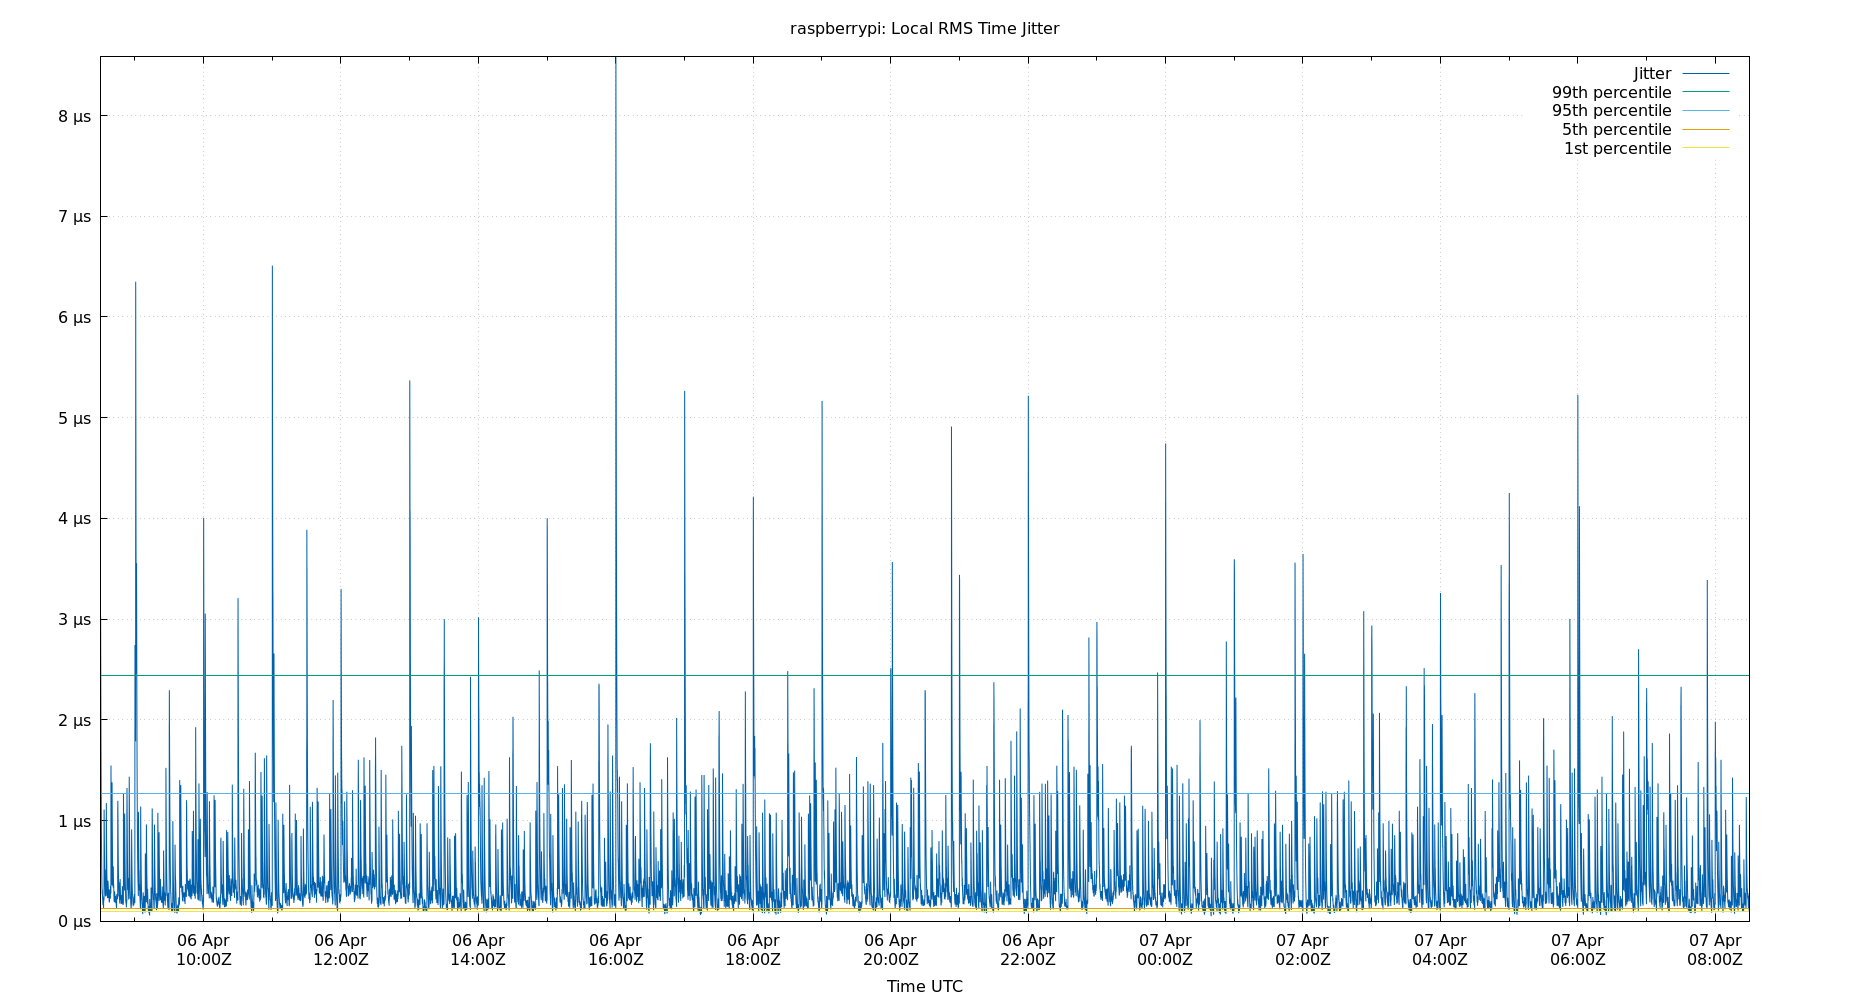 raspberrypi: Local RMS Time Jitter
Jitter
99th percentile
95th percentile
5th percentile
1st percentile
8 µs
7 µs
6 µs
5 µs
4 µs
3 µs
2 µs
1 µs
0 µs
06 Apr 06 Apr 06 Apr 06 Apr 06 Apr 06 Apr 06 Apr 07 Apr 07 Apr 07 Apr 07 Apr 07 Apr
10:00Z 12:00Z 14:00Z 16:00Z 18:00Z 20:00Z 22:00Z 00:00Z 02:00Z 04:00Z 06:00Z 08:00Z
Time UTC